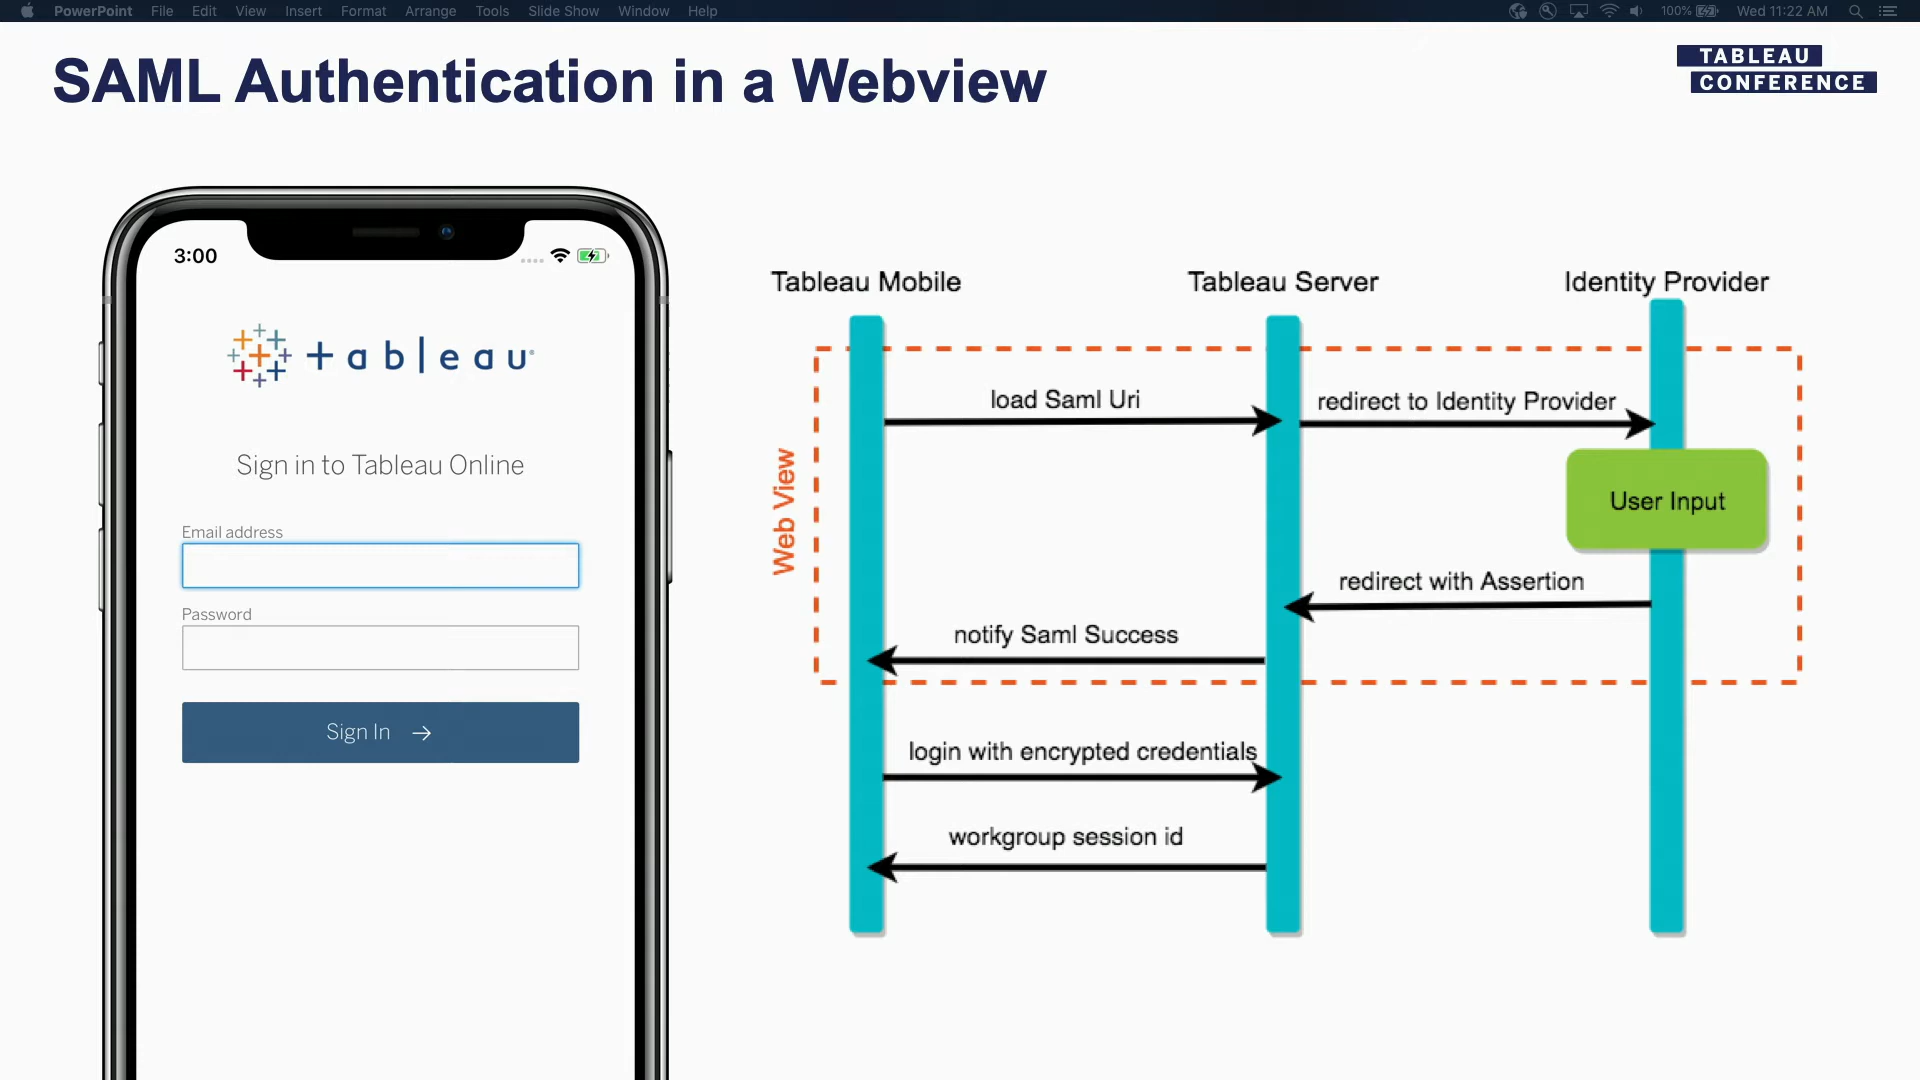 PowerPoint File Edit View Insert Format Arrange Tools Slide Show Window Help 100% Wed 11:22 AM
SAML Authentication in a Webview
TABLEAU
CONFERENCE
3:00
+ableau
Sign in to Tableau Online
Email address
Password
Sign In →
Tableau Mobile
Tableau Server
Identity Provider
Web View
load Saml Uri
redirect to Identity Provider
User Input
redirect with Assertion
notify Saml Success
login with encrypted credentials
workgroup session id